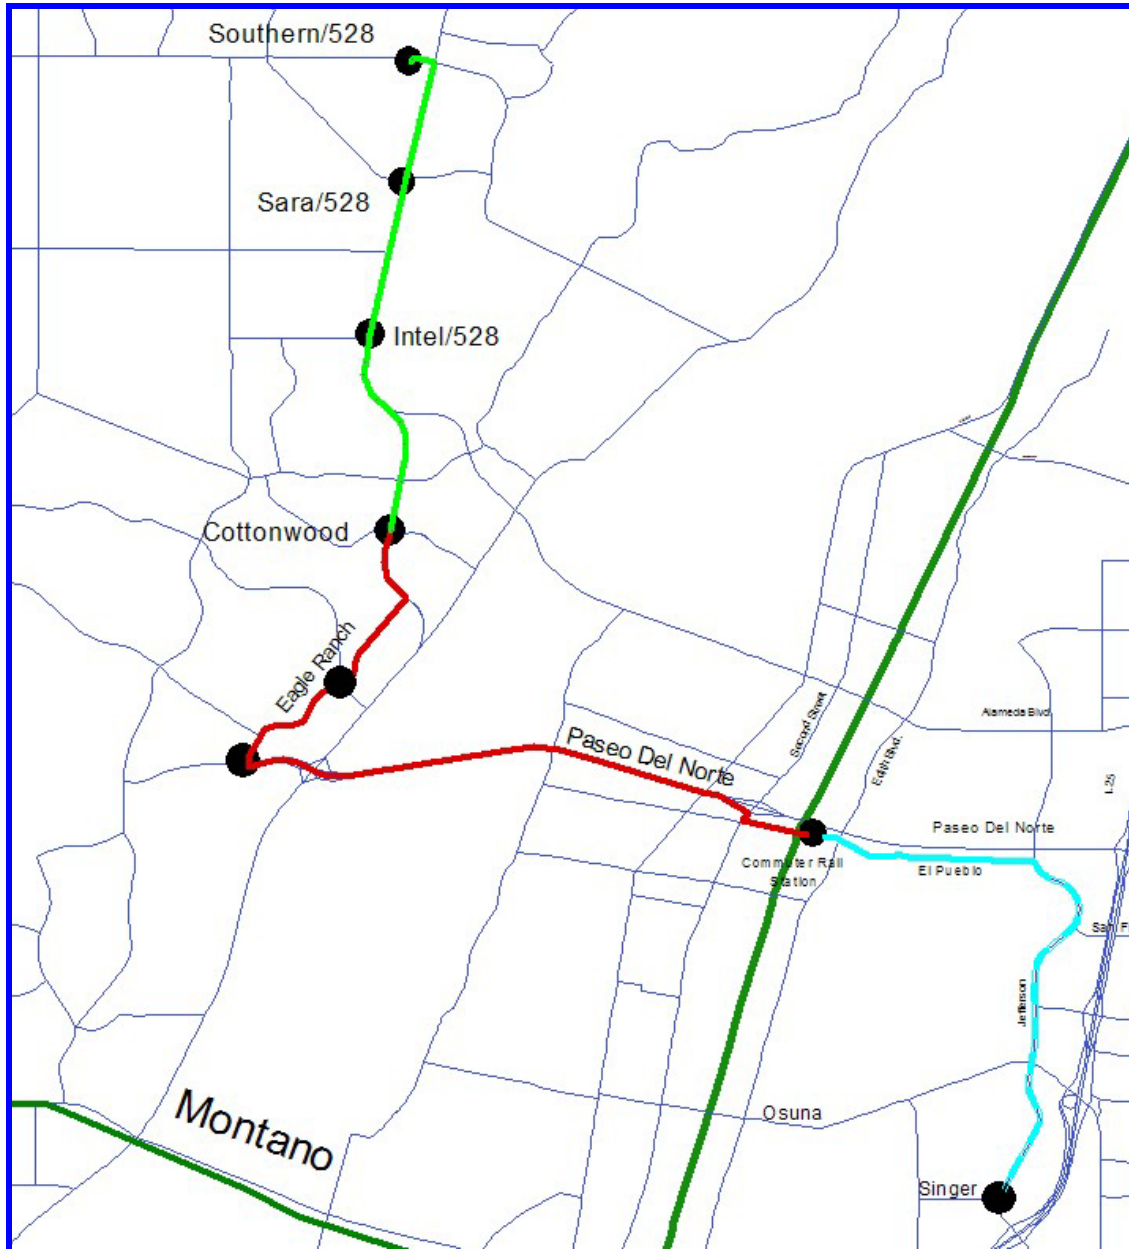 Southern/528
Sara/528
Intel/528
Cottonwood
Eagle Ranch
Second Street
Alameda Blvd
Paseo Del Norte
Edith Blvd.
I-25
Paseo Del Norte
Commuter Rail
Station
El Pueblo
San F
Jefferson
Montano
Osuna
Singer